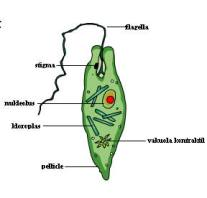 flagella
stigma
nukleolus
kloroplas
vakuola kontraktil
pellicle